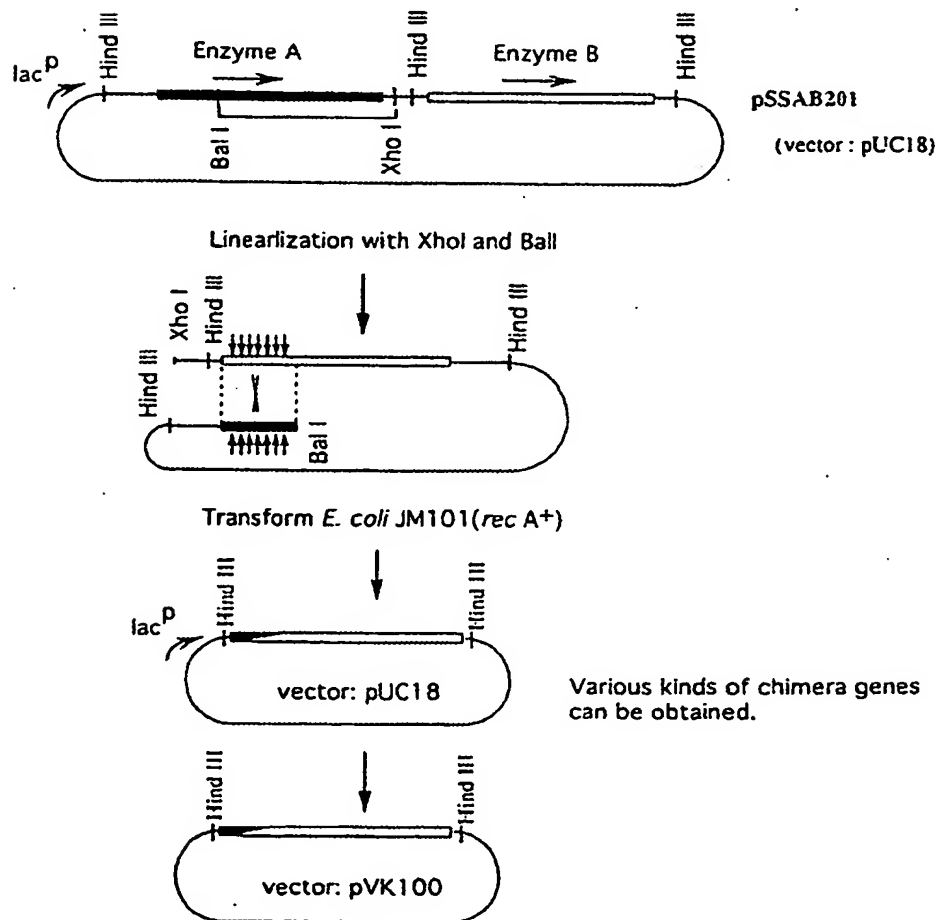 Hind III
Enzyme A
Hind III
Enzyme B
Hind III
lac p
pSSAB201
(vector : pUC18)
Bal I
Xho I
Linearlization with XhoI and BalI
Hind III
Xho I
Hind III
Hind III
Bal I
Transform E. coli JM101(rec A+)
Hind III
Hind III
lac p
vector: pUC18
Various kinds of chimera genes
can be obtained.
Hind III
Hind III
vector: pVK100